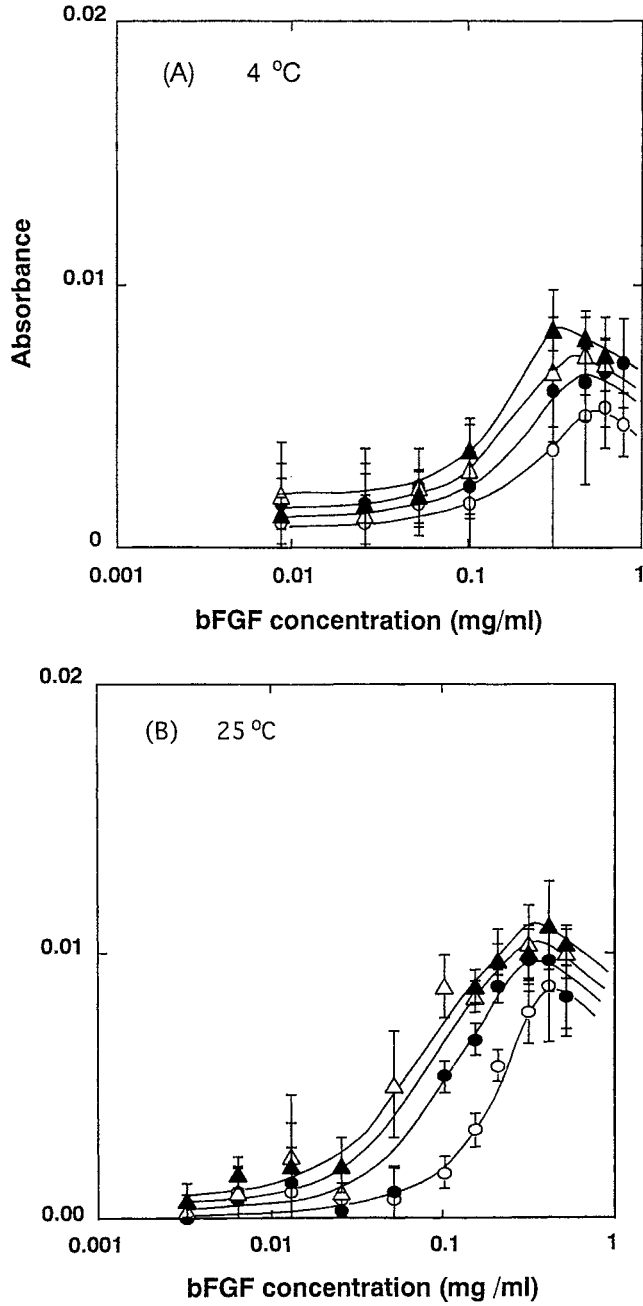 0.02
(A) 4 °C
Absorbance
0.01
0
0.001 0.01 0.1 1
bFGF concentration (mg/ml)
0.02
(B) 25 °C
0.01
0.00
0.001 0.01 0.1 1
bFGF concentration (mg /ml)